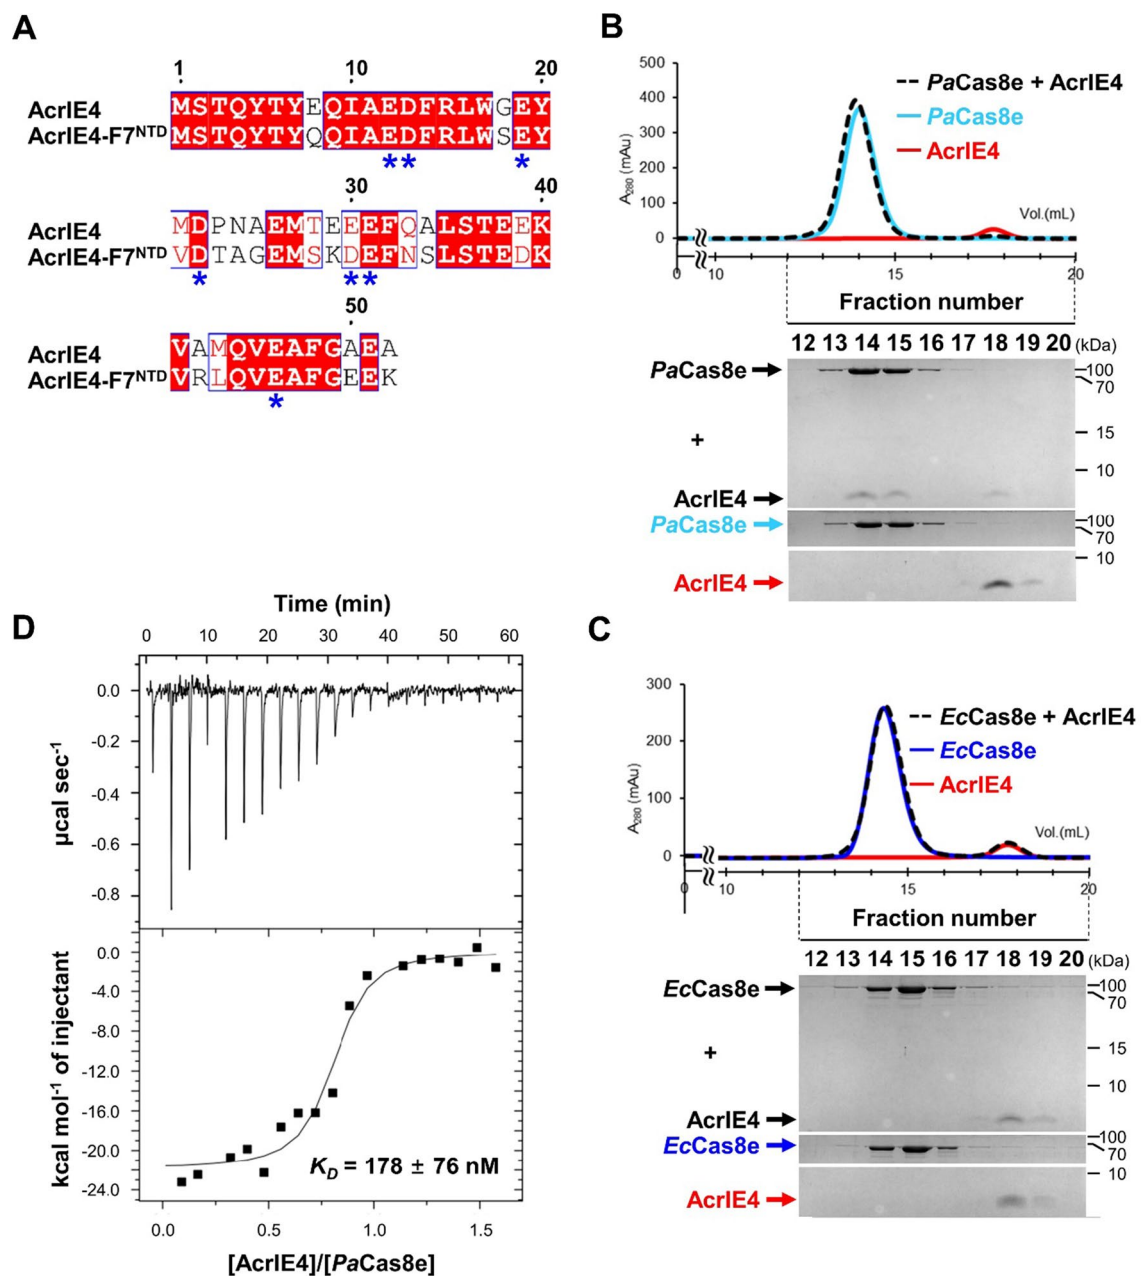 A
1 10 20
AcrIE4 MSTQYTYEQIAEDFRLWGEY
AcrIE4-F7NTD MSTQYTYQQIAEDFRLWSEY
* * *
30 40
AcrIE4 MDPNAEMTEEEFQALSTEEK
AcrIE4-F7NTD VDTAGEMSKDEFNSLSTEDK
* * *
50
AcrIE4 VAMQVEAFGAEA
AcrIE4-F7NTD VRLQVEAFGEEK
*
B
500
400
300
200
100
0
A280 (mAu)
PaCas8e + AcrIE4
PaCas8e
AcrIE4
Vol.(mL)
0 10 15 20
Fraction number
12 13 14 15 16 17 18 19 20 (kDa)
PaCas8e
100
70
+
15
10
AcrIE4
PaCas8e
100
70
10
AcrIE4
C
300
200
100
0
A280 (mAu)
EcCas8e + AcrIE4
EcCas8e
AcrIE4
Vol.(mL)
0 10 15 20
Fraction number
12 13 14 15 16 17 18 19 20 (kDa)
EcCas8e
100
70
+
15
10
AcrIE4
EcCas8e
100
70
10
AcrIE4
D
Time (min)
0 10 20 30 40 50 60
0.0
-0.2
-0.4
-0.6
-0.8
µcal sec-1
0.0
-4.0
-8.0
-12.0
-16.0
-20.0
-24.0
kcal mol-1 of injectant
KD = 178 ± 76 nM
0.0 0.5 1.0 1.5
[AcrIE4]/[PaCas8e]